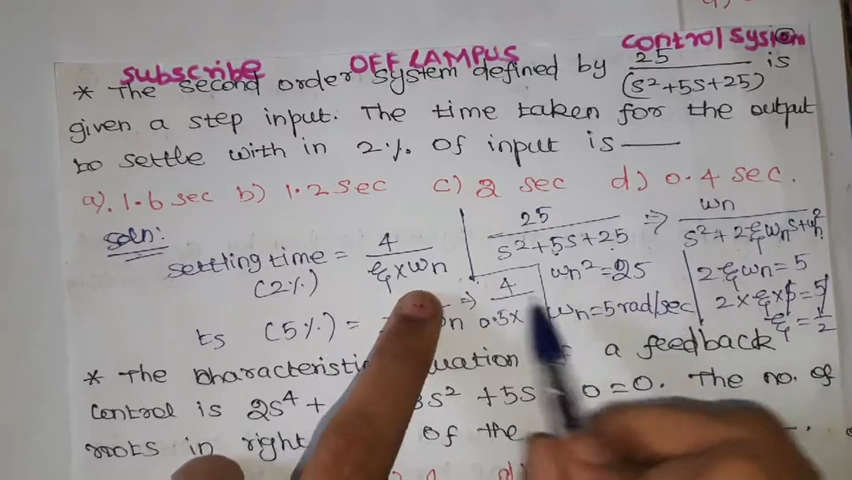 subscribe OFF LAMPUS control System
* The second order system defined by 25 / (s²+5s+25) is
given a step input. The time taken for the output
to settle with in 2%. of input is ——
a). 1.6 sec b) 1.2 sec c) 2 sec d) 0.4 sec.
soln:
settling time = 4 / ξ×ωn
(2%)
ts (5%) =
25 / s²+5s+25 => ωn / s²+2ξωns+ωn²
ωn²=25
ωn=5rad/sec
=> 4 / 0.5×
2ξωn=5
2×ξ×5=5
ξ=1/2
* The characteristic of a feedback
control is 2s⁴+ 3s² +5s 0=0. The no. of
roots in right of the